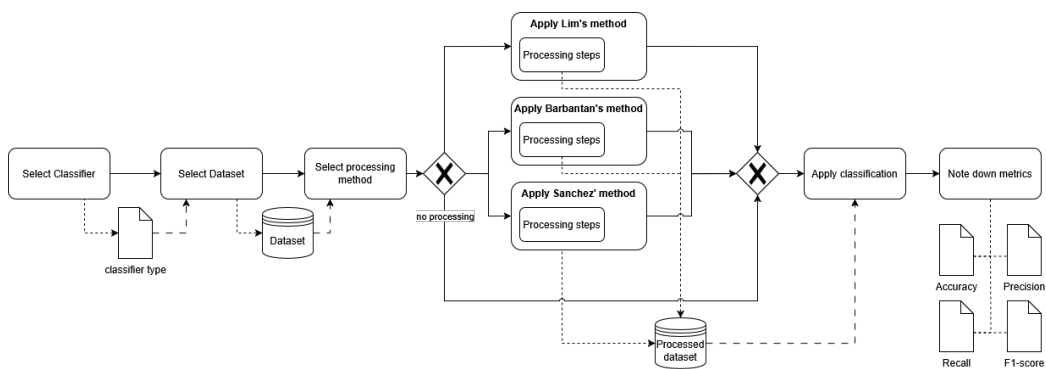 Apply Lim's method
Processing steps
Apply Barbantan's method
Processing steps
Select Classifier
Select Dataset
Select processing
method
Apply classification
Note down metrics
Apply Sanchez' method
Processing steps
no processing
Dataset
classifier type
Accuracy
Precision
Processed
dataset
Recall
F1-score